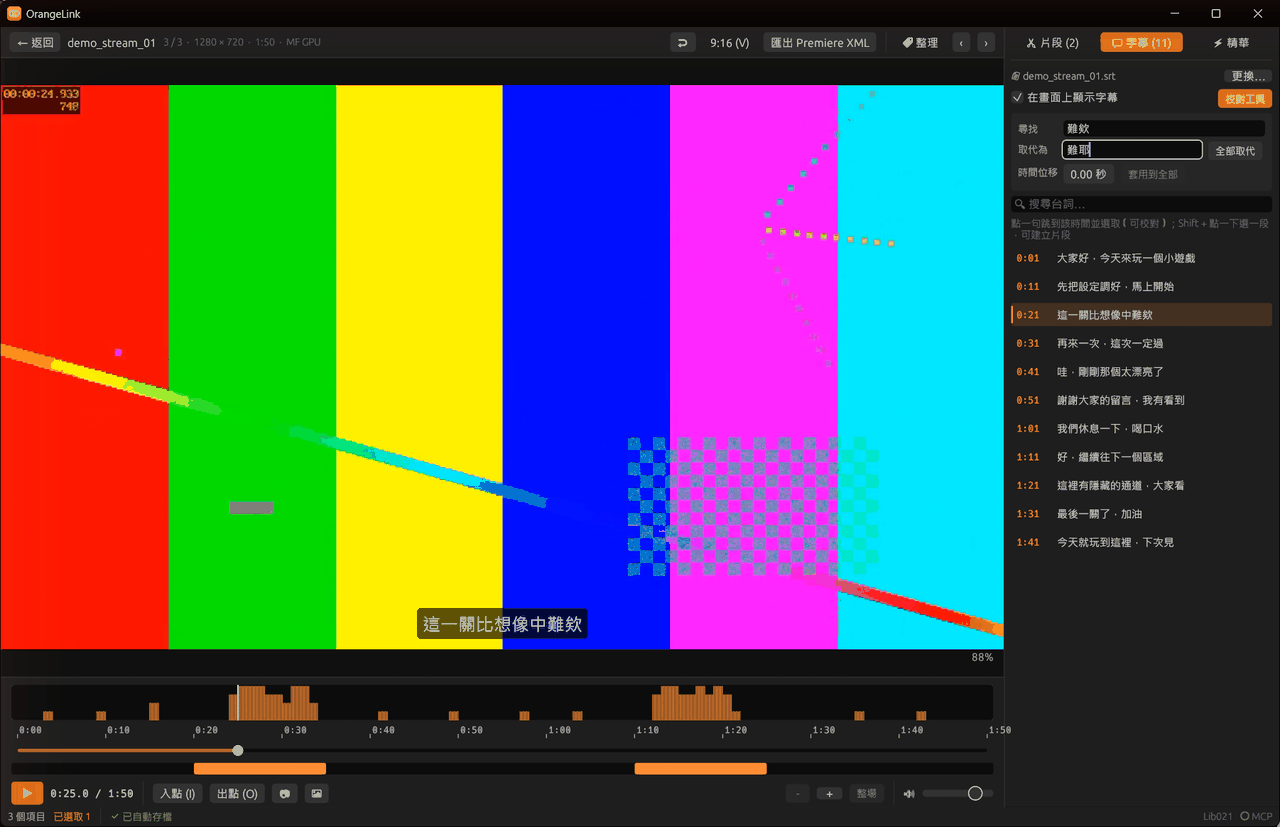 OrangeLink
← 返回 demo_stream_01 3 / 3 · 1280 × 720 · 1:50 · MF GPU 9:16 (V) 匯出 Premiere XML 整理 ‹ ›
片段 (2) 字幕 (11) 精華
00:00:24.933
748
demo_stream_01.srt 更換…
在畫面上顯示字幕 校對工具
尋找 難欸
取代為 難耶 全部取代
時間位移 0.00 秒 套用到全部
搜尋台詞…
點一句跳到該時間並選取（可校對）；Shift + 點一下選一段
，可建立片段
0:01 大家好，今天來玩一個小遊戲
0:11 先把設定調好，馬上開始
0:21 這一關比想像中難欸
0:31 再來一次，這次一定過
0:41 哇，剛剛那個太漂亮了
0:51 謝謝大家的留言，我有看到
1:01 我們休息一下，喝口水
1:11 好，繼續往下一個區域
1:21 這裡有隱藏的通道，大家看
1:31 最後一關了，加油
1:41 今天就玩到這裡，下次見
這一關比想像中難欸
88%
0:00 0:10 0:20 0:30 0:40 0:50 1:00 1:10 1:20 1:30 1:40 1:50
0:25.0 / 1:50 入點 (I) 出點 (O) - + 整場
3 個項目 已選取 1 ✓ 已自動存檔 Lib021 MCP